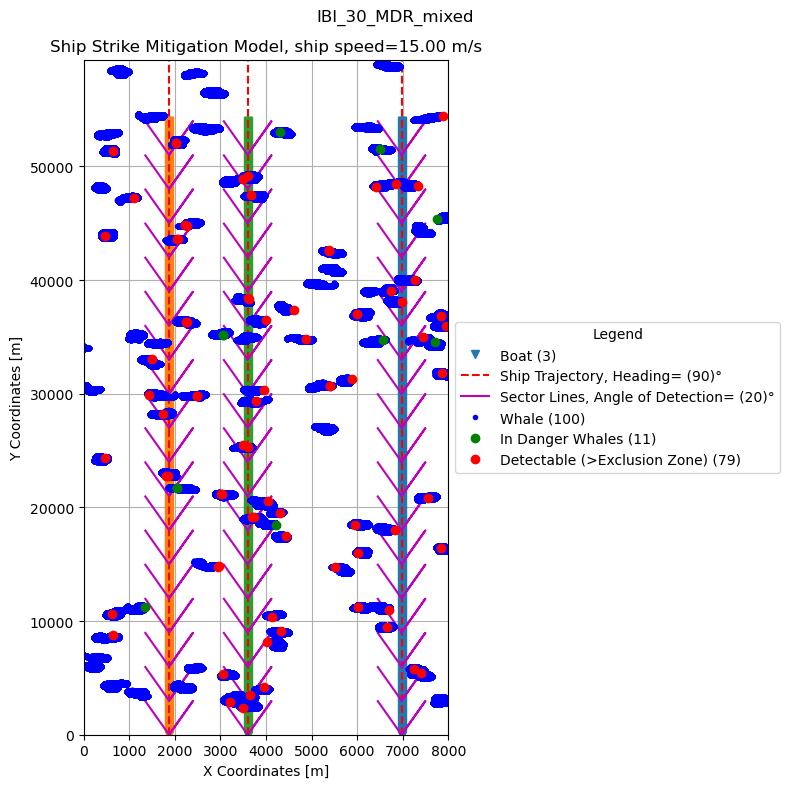 IBI_30_MDR_mixed
Ship Strike Mitigation Model, ship speed=15.00 m/s
Y Coordinates [m]
50000
40000
30000
20000
10000
0
0 1000 2000 3000 4000 5000 6000 7000 8000
X Coordinates [m]
Legend
Boat (3)
Ship Trajectory, Heading= (90)°
Sector Lines, Angle of Detection= (20)°
Whale (100)
In Danger Whales (11)
Detectable (>Exclusion Zone) (79)